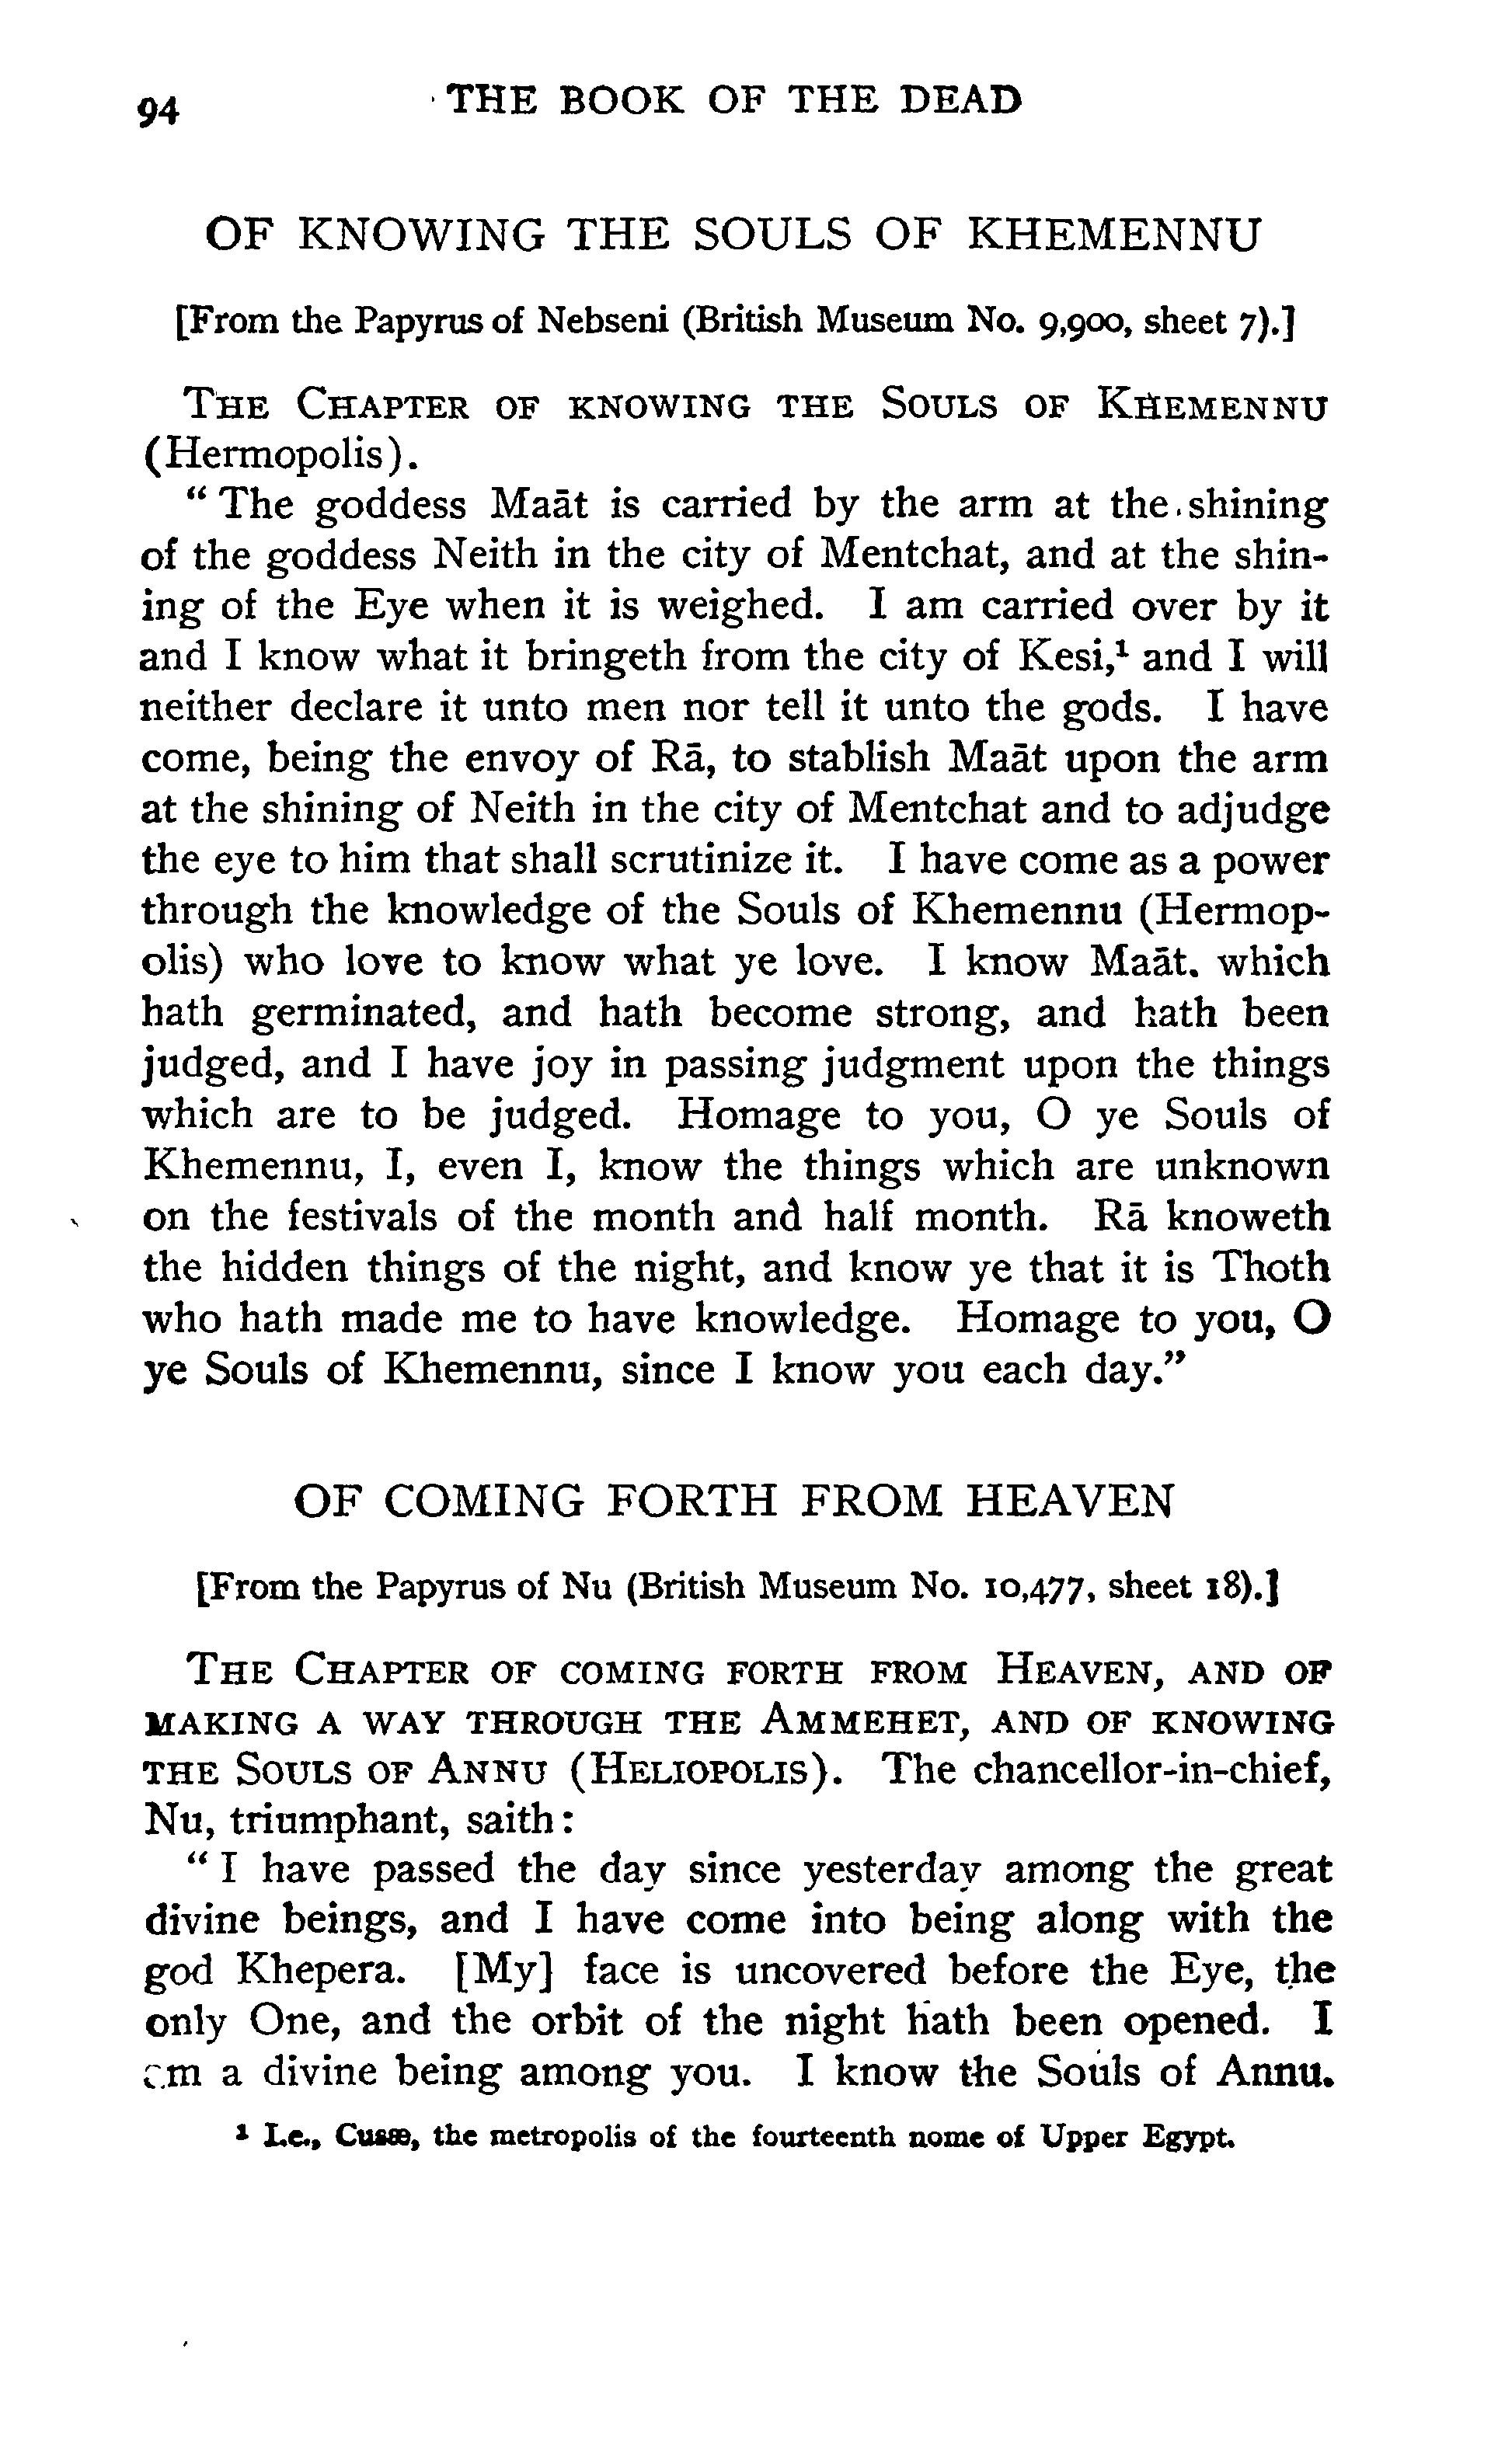 94
THE BOOK OF THE DEAD
OF KNOWING THE SOULS OF KHEMENNU
[From the Papyrus of Nebseni (British Museum No. 9,900, sheet 7).]
THE CHAPTER OF KNOWING THE SOULS OF KHEMENNU
(Hermopolis).
“The goddess Maāt is carried by the arm at the shining
of the goddess Neith in the city of Mentchat, and at the shin-
ing of the Eye when it is weighed. I am carried over by it
and I know what it bringeth from the city of Kesi,¹ and I will
neither declare it unto men nor tell it unto the gods. I have
come, being the envoy of Rā, to stablish Maāt upon the arm
at the shining of Neith in the city of Mentchat and to adjudge
the eye to him that shall scrutinize it. I have come as a power
through the knowledge of the Souls of Khemennu (Hermop-
olis) who love to know what ye love. I know Maāt. which
hath germinated, and hath become strong, and hath been
judged, and I have joy in passing judgment upon the things
which are to be judged. Homage to you, O ye Souls of
Khemennu, I, even I, know the things which are unknown
on the festivals of the month and half month. Rā knoweth
the hidden things of the night, and know ye that it is Thoth
who hath made me to have knowledge. Homage to you, O
ye Souls of Khemennu, since I know you each day.”
OF COMING FORTH FROM HEAVEN
[From the Papyrus of Nu (British Museum No. 10,477, sheet 18).]
THE CHAPTER OF COMING FORTH FROM HEAVEN, AND OF
MAKING A WAY THROUGH THE AMMEHET, AND OF KNOWING
THE SOULS OF ANNU (HELIOPOLIS). The chancellor-in-chief,
Nu, triumphant, saith:
“I have passed the day since yesterday among the great
divine beings, and I have come into being along with the
god Khepera. [My] face is uncovered before the Eye, the
only One, and the orbit of the night hath been opened. I
am a divine being among you. I know the Souls of Annu.
¹ I.e., Cusæ, the metropolis of the fourteenth nome of Upper Egypt.